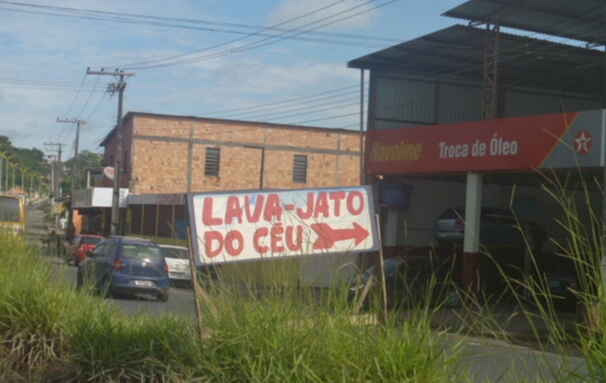 Havoline Troca de Óleo
LAVA-JATO
DO CÉU